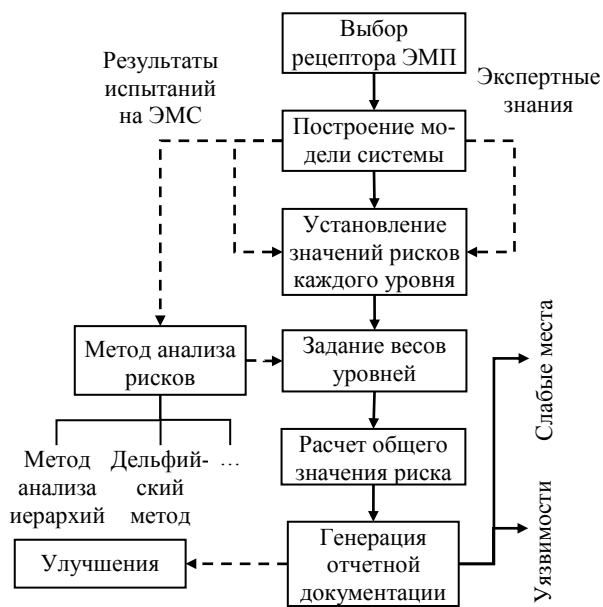 Выбор
рецептора ЭМП
Результаты
испытаний
на ЭМС
Экспертные
знания
Построение мо-
дели системы
Установление
значений рисков
каждого уровня
Метод анализа
рисков
Задание весов
уровней
Слабые места
Метод
анализа
иерархий
Дельфий-
ский
метод
...
Расчет общего
значения риска
Улучшения
Генерация
отчетной
документации
Уязвимости